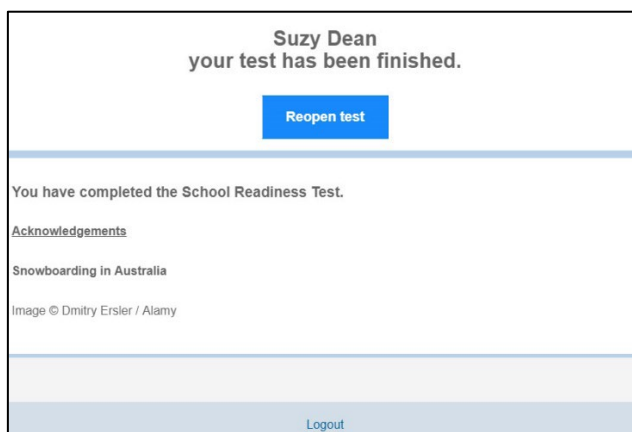 Suzy Dean
your test has been finished.
Reopen test
You have completed the School Readiness Test.
Acknowledgements
Snowboarding in Australia
Image © Dmitry Ersler / Alamy
Logout